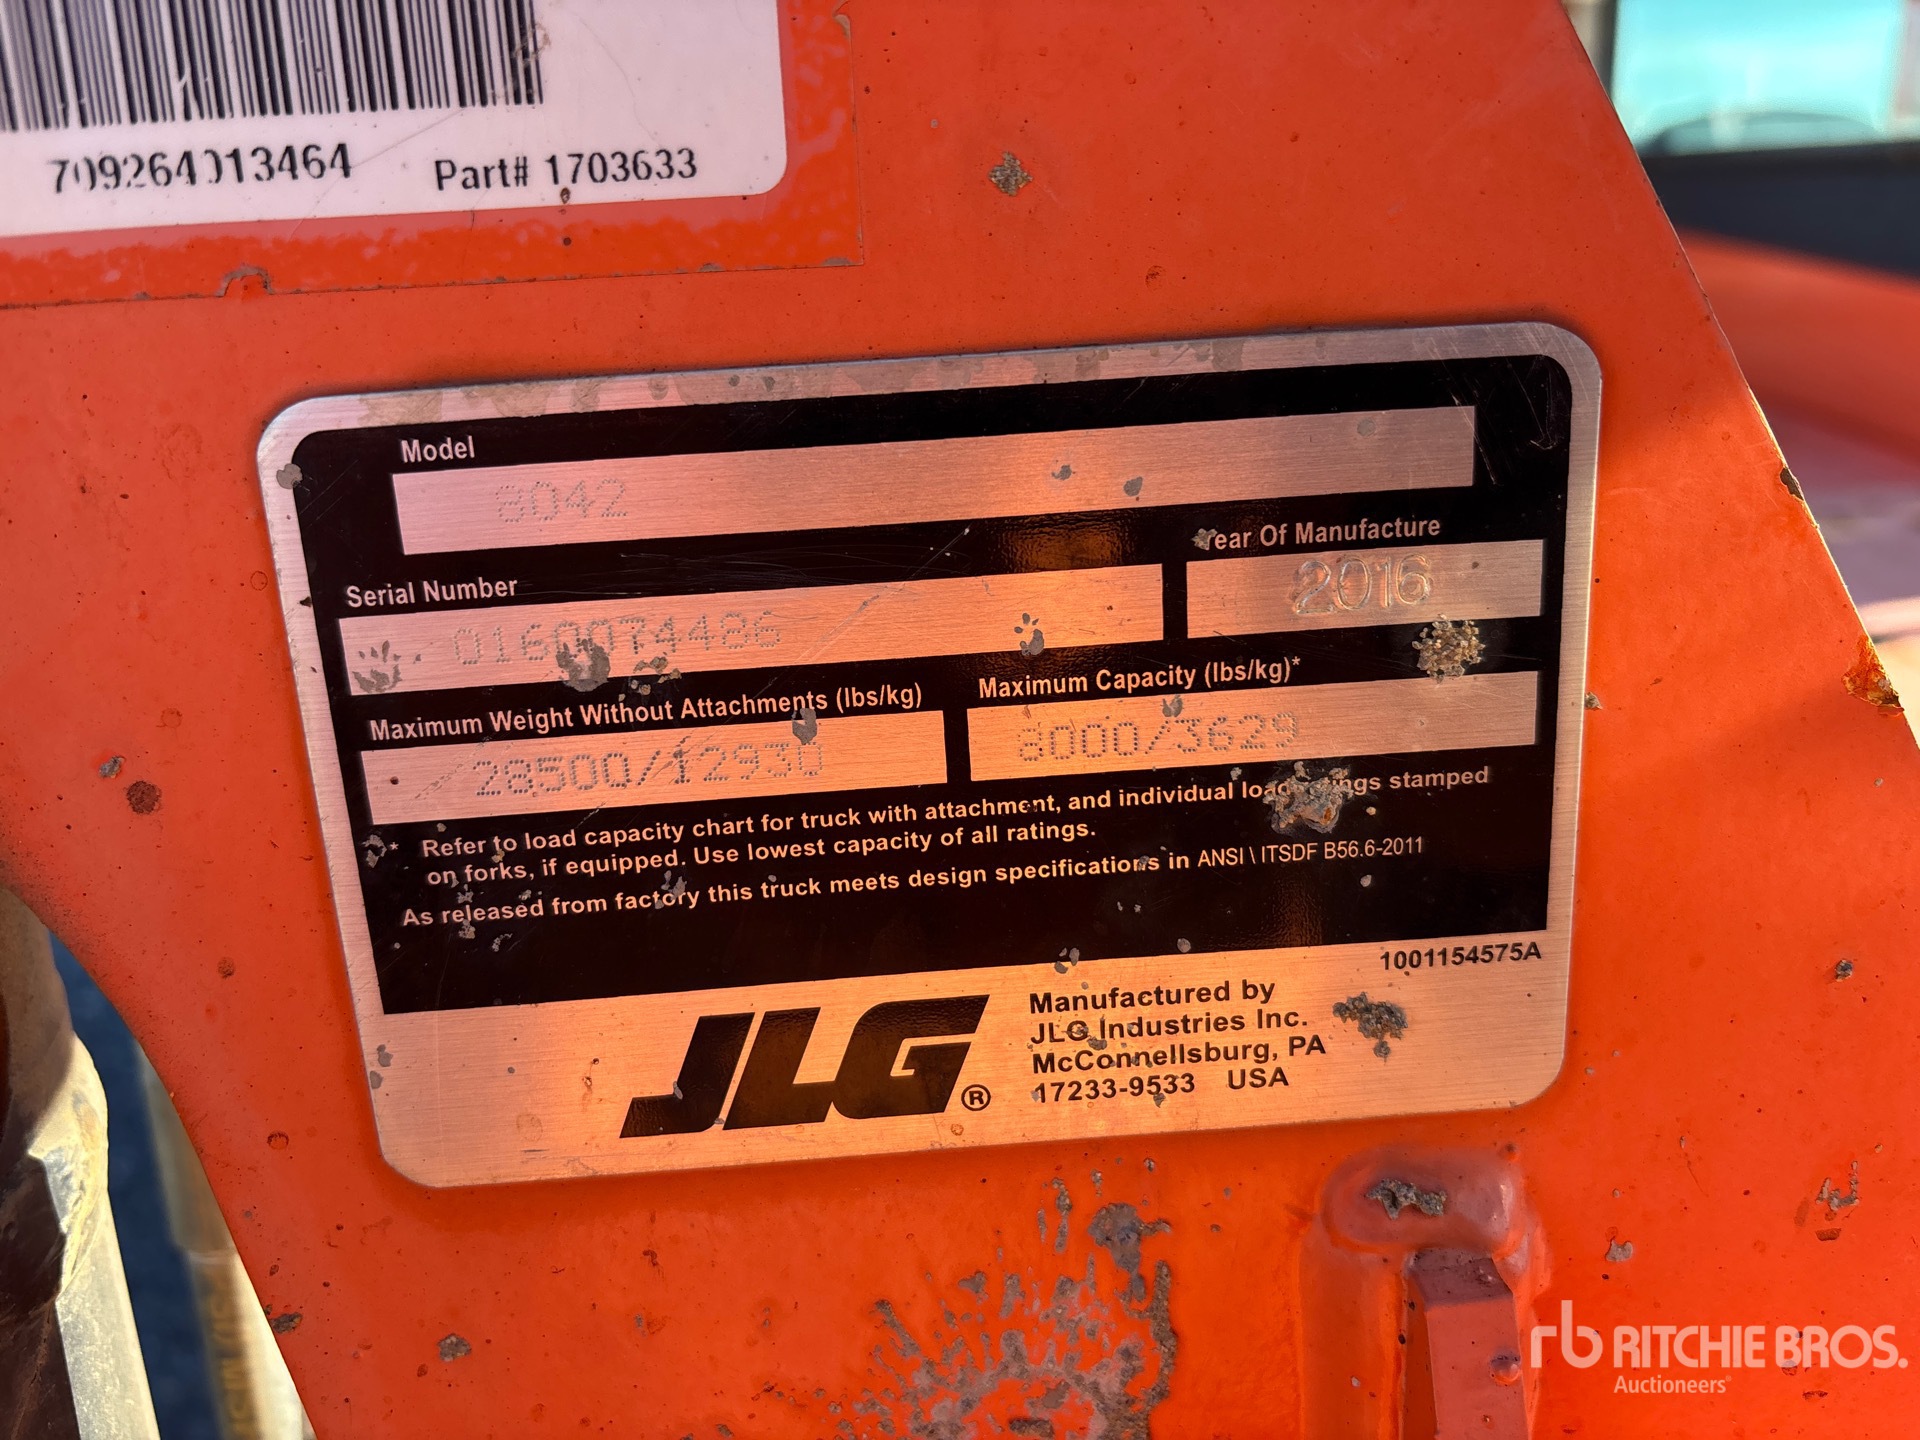 709264013464 Part# 1703633
Model
8042
Serial Number
0160074486
Year Of Manufacture
2016
Maximum Weight Without Attachments (lbs/kg)
28500/12930
Maximum Capacity (lbs/kg)*
8000/3629
* Refer to load capacity chart for truck with attachment, and individual load ratings stamped
on forks, if equipped. Use lowest capacity of all ratings.
As released from factory this truck meets design specifications in ANSI \ ITSDF B56.6-2011
1001154575A
JLG®
Manufactured by
JLG Industries Inc.
McConnellsburg, PA
17233-9533 USA
rb RITCHIE BROS.
Auctioneers